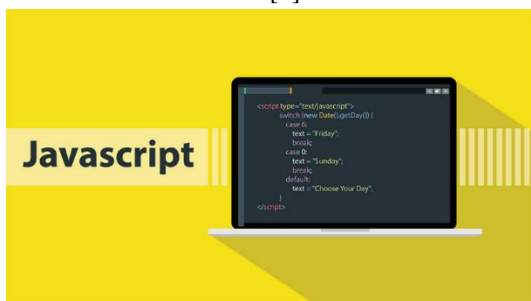 Javascript
<script type="text/javascript">
switch (new Date().getDay()) {
case 6:
text = "Friday";
break;
case 0:
text = "Sunday";
break;
default:
text = "Choose Your Day";
}
</script>